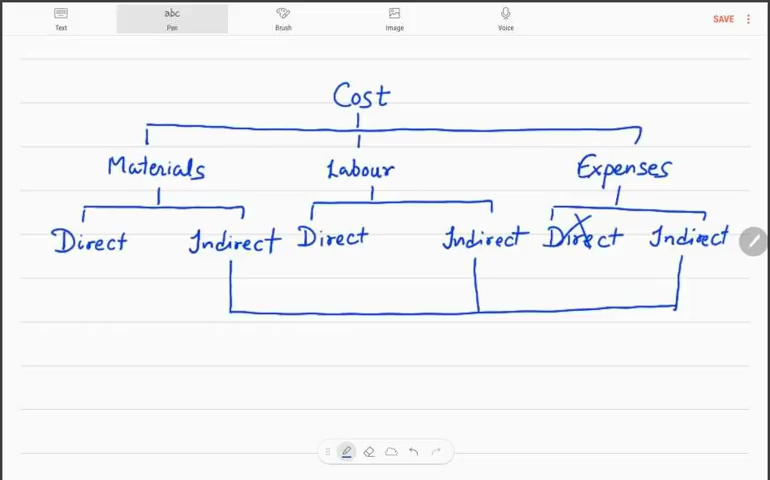 Text abc Pen Brush Image Voice SAVE
Cost
Materials Labour Expenses
Direct Indirect Direct Indirect Direct Indirect